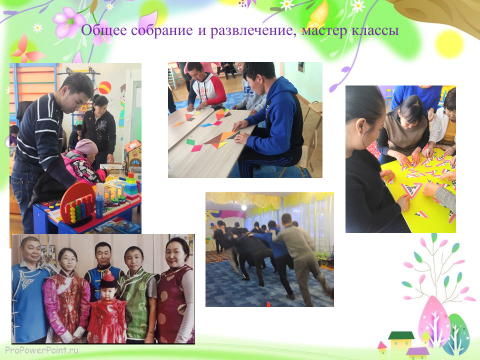 Общее собрание и развлечение, мастер классы
ProPowerPoint.ru